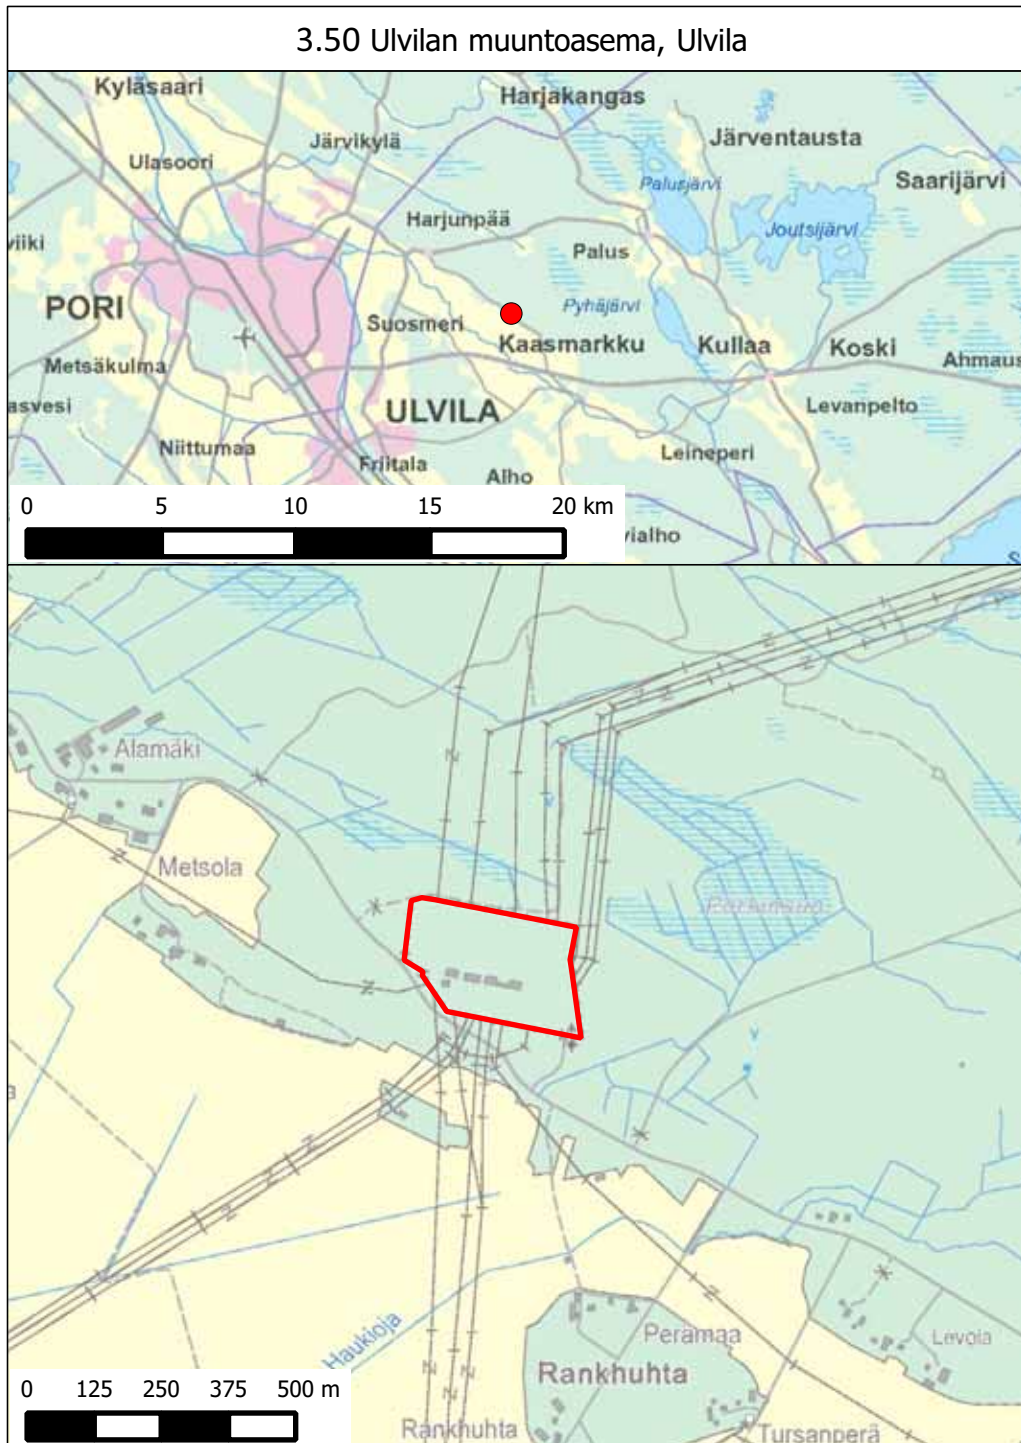 3.50 Ulvilan muuntoasema, Ulvila
Kyläsaari
Harjakangas
Järvikylä
Järventausta
Ulasoori
Palusjärvi
Saarijärvi
Harjunpää
Joutsijärvi
viiki
Palus
PORI
Pyhäjärvi
Suosmeri
Kaasmarkku
Kullaa
Koski
Ahmaus
Metsäkulma
asvesi
ULVILA
Levanpelto
Niittumaa
Friitala
Leineperi
Alho
0 5 10 15 20 km
vialho
Alamäki
Metsola
v
v
Haukioja
Perämaa
Levola
Rankhuhta
0 125 250 375 500 m
Rankhuhta
Tursanperä